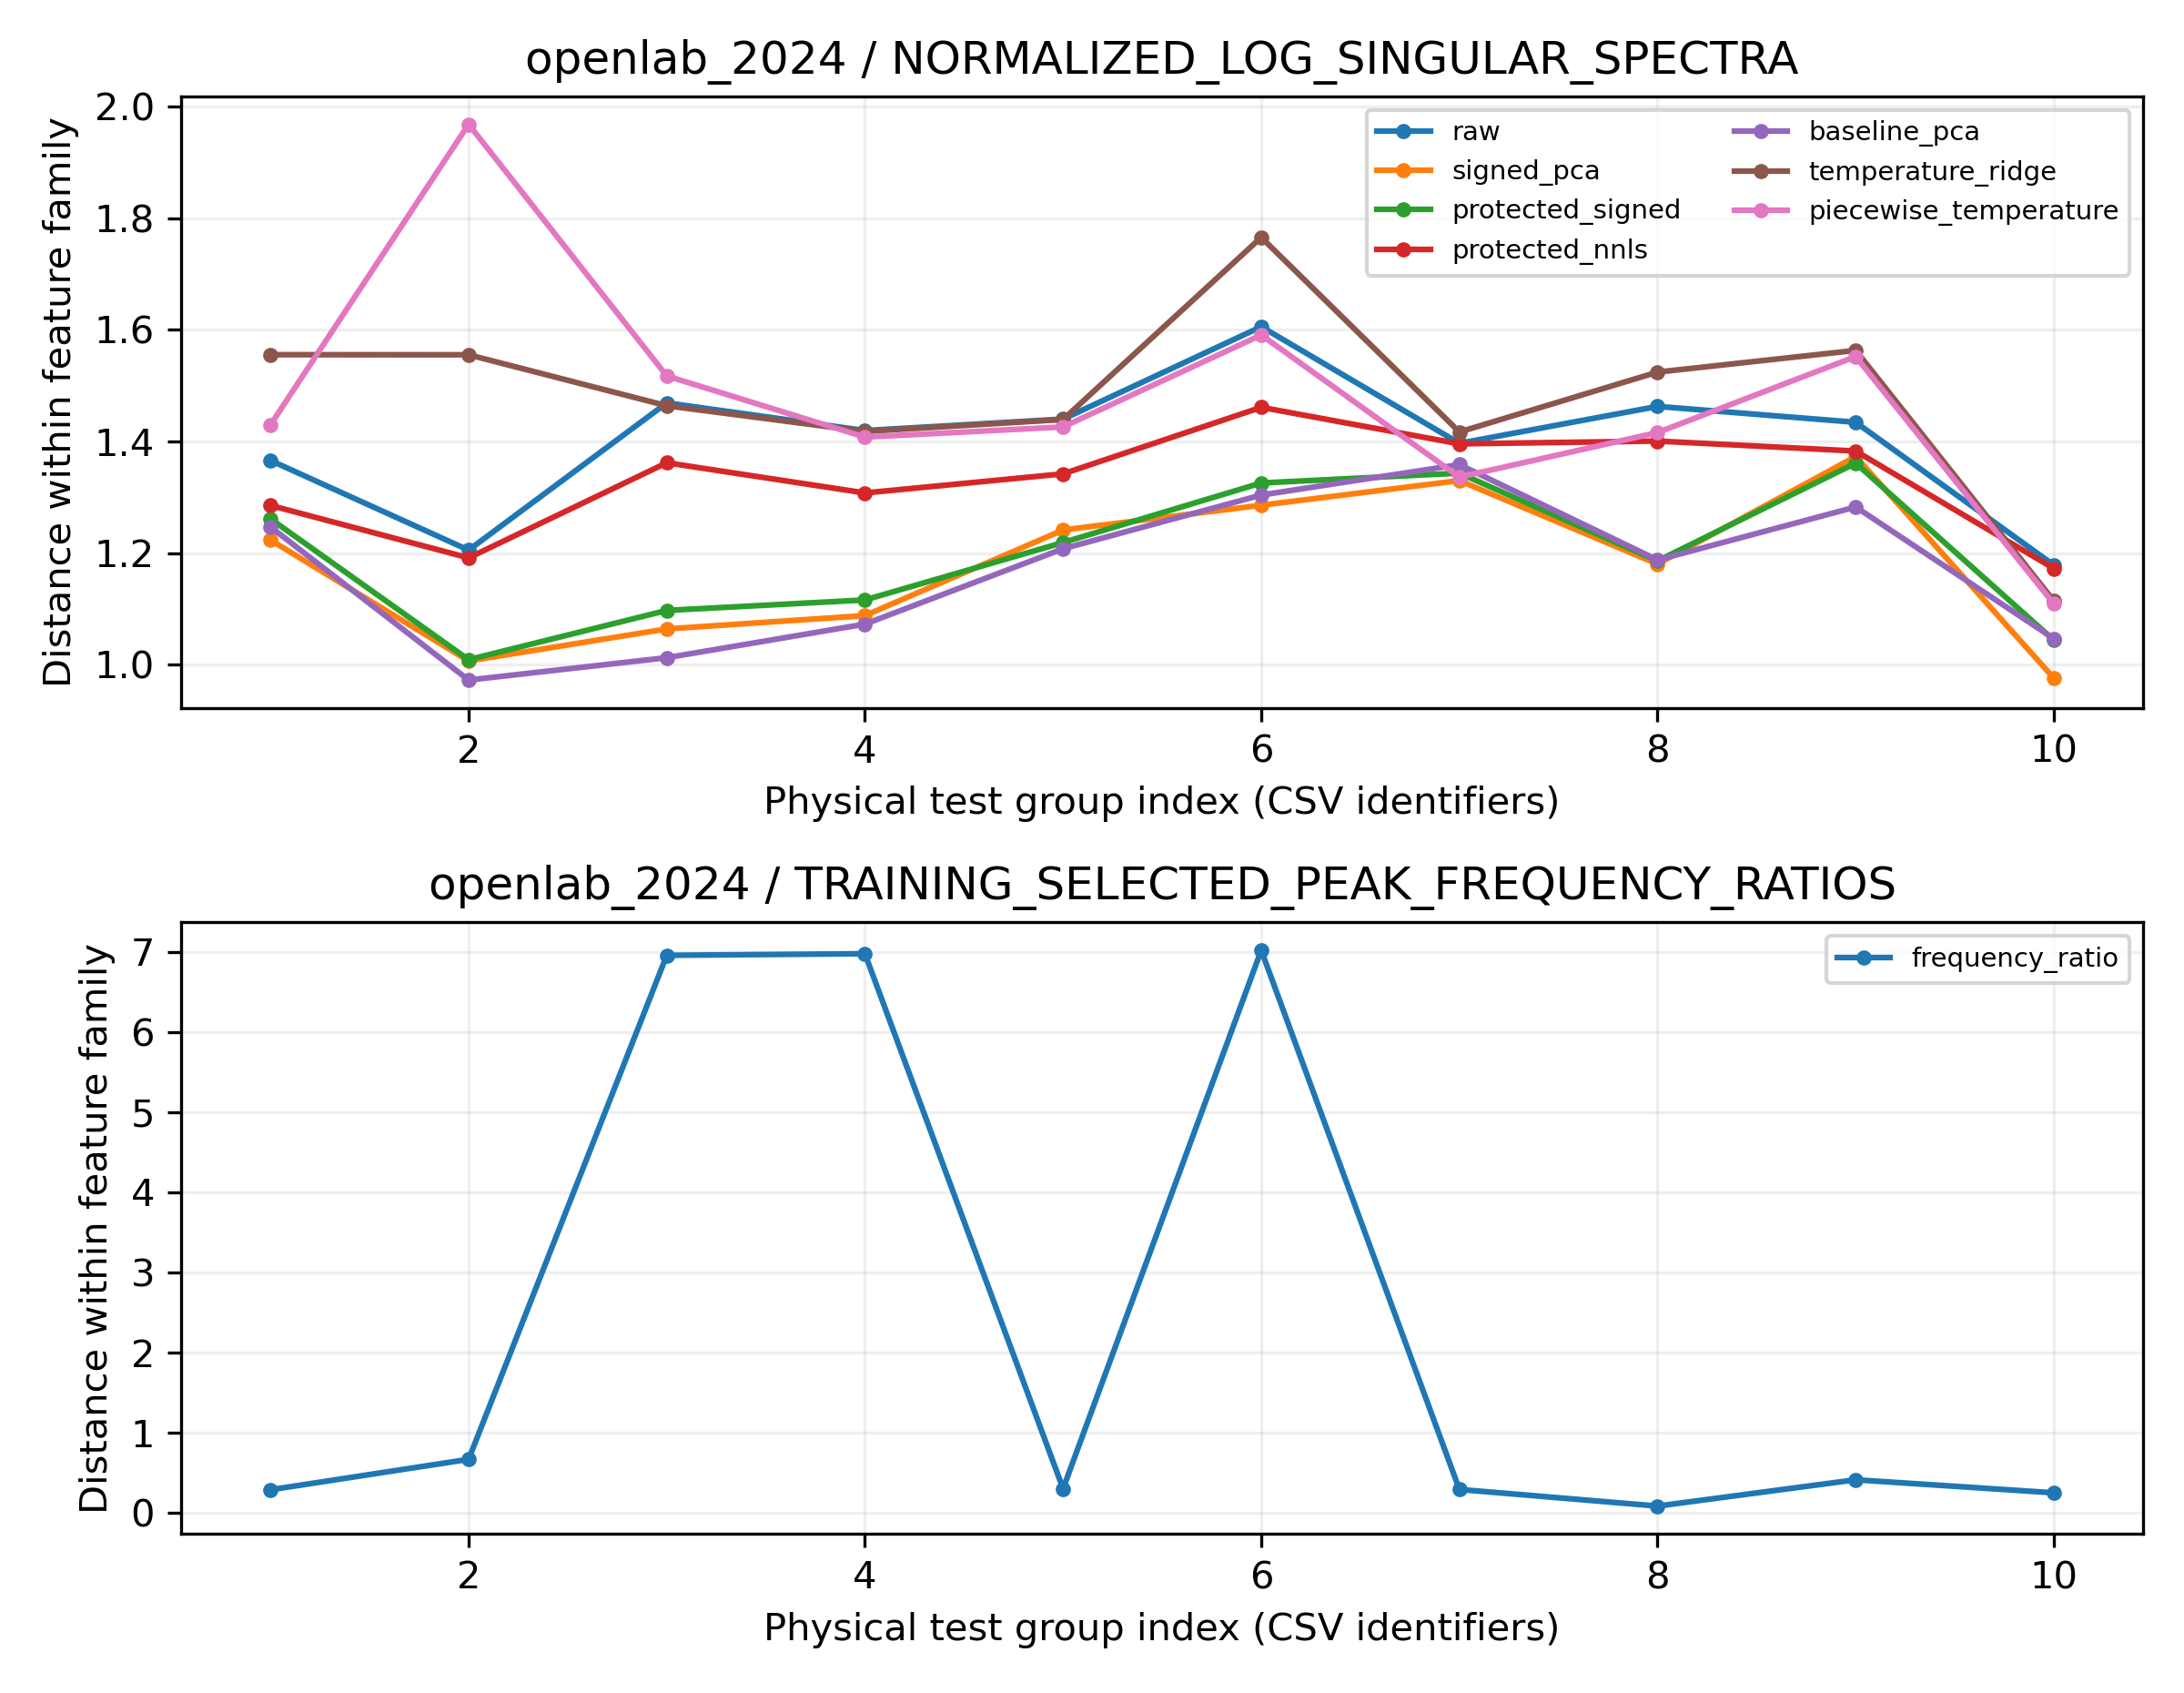 openlab_2024 / NORMALIZED_LOG_SINGULAR_SPECTRA
Distance within feature family
2.0
1.8
1.6
1.4
1.2
1.0
raw
signed_pca
protected_signed
protected_nnls
baseline_pca
temperature_ridge
piecewise_temperature
2 4 6 8 10
Physical test group index (CSV identifiers)
openlab_2024 / TRAINING_SELECTED_PEAK_FREQUENCY_RATIOS
Distance within feature family
7
6
5
4
3
2
1
0
frequency_ratio
2 4 6 8 10
Physical test group index (CSV identifiers)